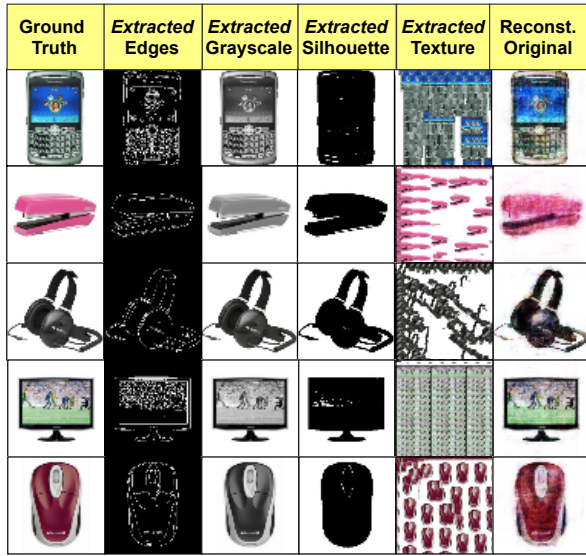 Ground Truth
Extracted Edges
Extracted Grayscale
Extracted Silhouette
Extracted Texture
Reconst. Original